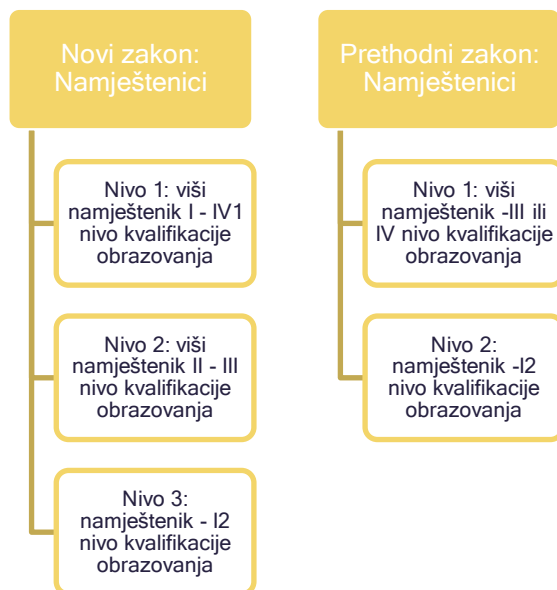 Novi zakon:
Namještenici
Nivo 1: viši
namještenik I - IV1
nivo kvalifikacije
obrazovanja
Nivo 2: viši
namještenik II - III
nivo kvalifikacije
obrazovanja
Nivo 3:
namještenik - I2
nivo kvalifikacije
obrazovanja
Prethodni zakon:
Namještenici
Nivo 1: viši
namještenik -III ili
IV nivo kvalifikacije
obrazovanja
Nivo 2:
namještenik -I2
nivo kvalifikacije
obrazovanja